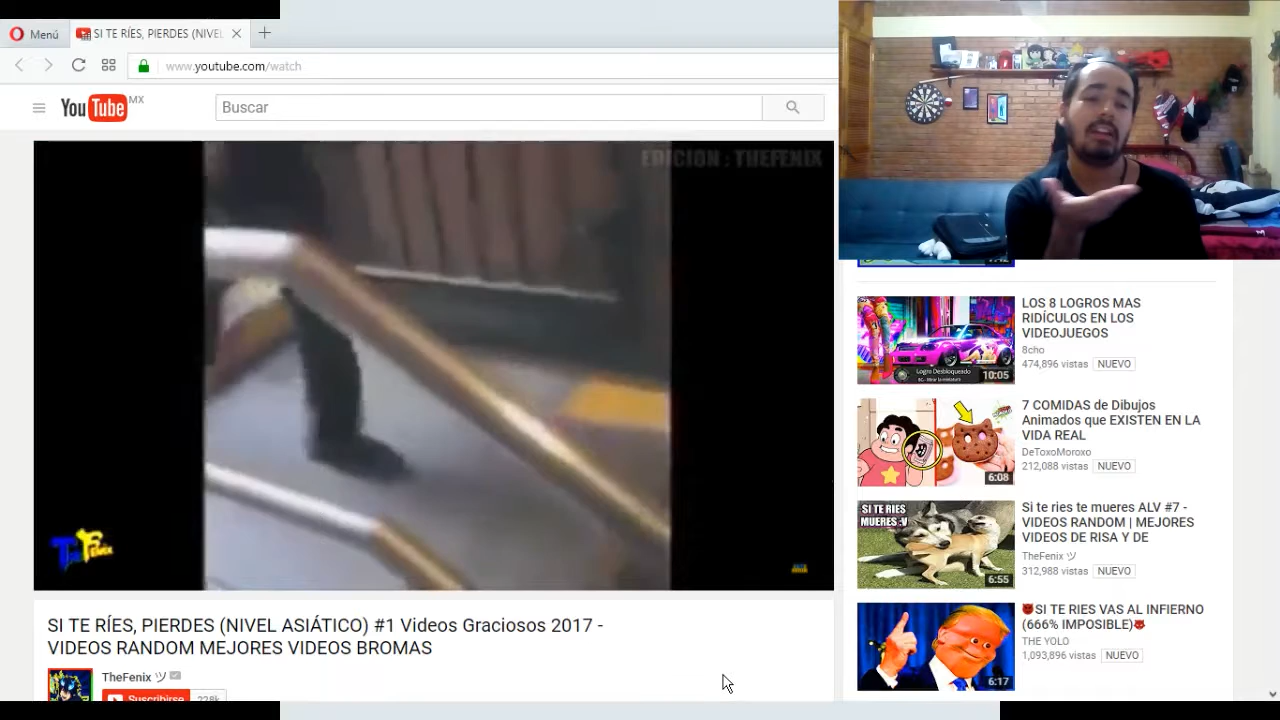 Menú
SI TE RÍES, PIERDES (NIVEL
www.youtube.com/watch
YouTube MX
Buscar
EDICION : THEFENIX
TheFenix
LOS 8 LOGROS MAS
RIDÍCULOS EN LOS
VIDEOJUEGOS
8cho
474,896 vistas NUEVO
Logro Desbloqueado
10:05
7 COMIDAS de Dibujos
Animados que EXISTEN EN LA
VIDA REAL
DeToxoMoroxo
212,088 vistas NUEVO
6:08
SI TE RIES
MUERES :V
Si te ries te mueres ALV #7 -
VIDEOS RANDOM | MEJORES
VIDEOS DE RISA Y DE
TheFenix ツ
312,988 vistas NUEVO
6:55
SI TE RIES VAS AL INFIERNO
(666% IMPOSIBLE)
THE YOLO
1,093,896 vistas NUEVO
6:17
SI TE RÍES, PIERDES (NIVEL ASIÁTICO) #1 Videos Graciosos 2017 -
VIDEOS RANDOM MEJORES VIDEOS BROMAS
TheFenix ツ
Suscribirse 228k